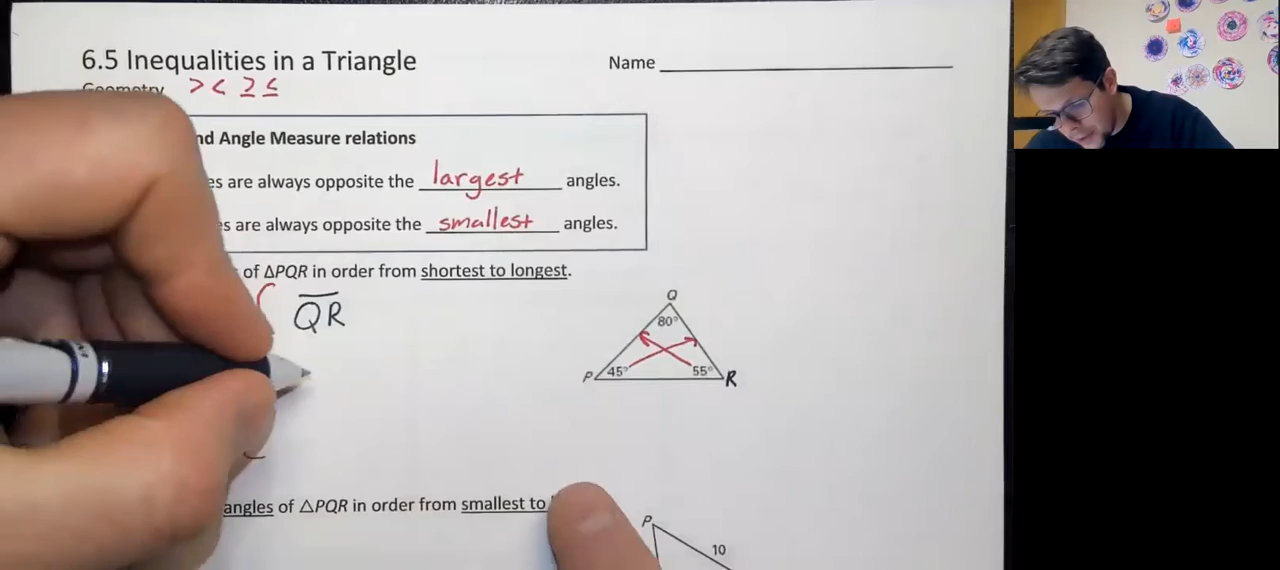 6.5 Inequalities in a Triangle
Name
Geometry > < ≥ ≤
nd Angle Measure relations
es are always opposite the largest angles.
s are always opposite the smallest angles.
of ΔPQR in order from shortest to longest.
QR
Q
80°
P 45° 55° R
angles of △PQR in order from smallest to
P
10